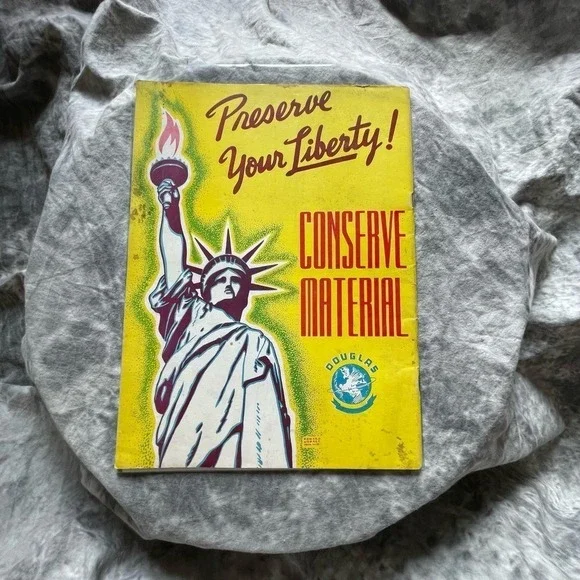 Preserve
Your Liberty!
CONSERVE
MATERIAL
DOUGLAS